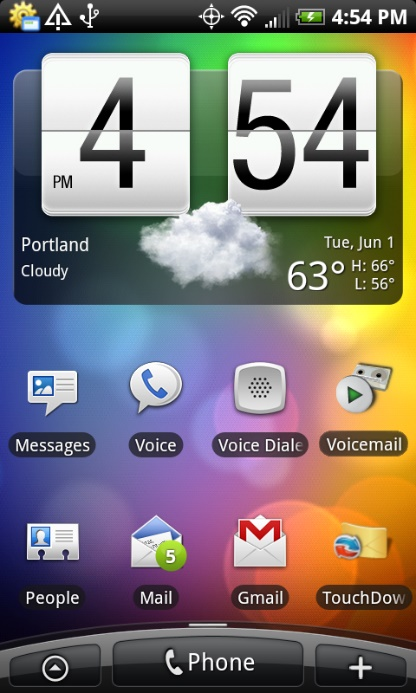 4:54 PM
4 54
PM
Portland
Tue, Jun 1
Cloudy
63° H: 66°
L: 56°
Messages Voice Voice Diale Voicemail
5
People Mail Gmail TouchDow
Phone